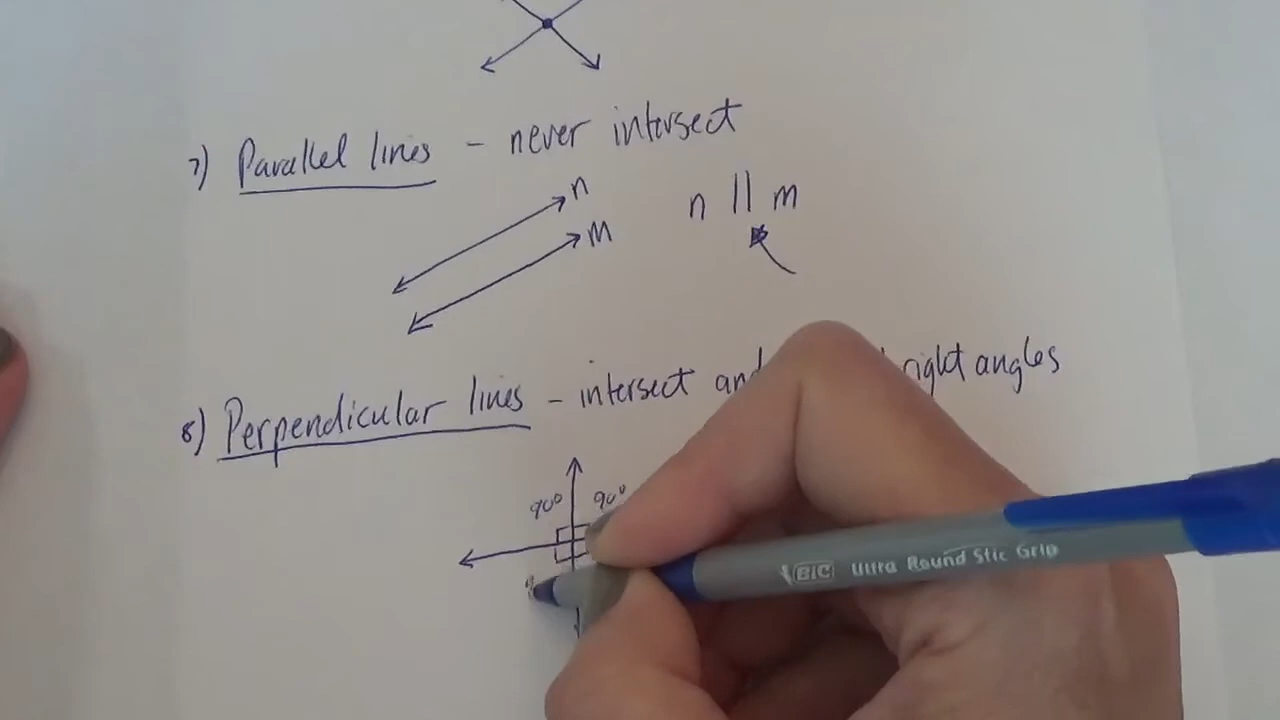 7) Parallel lines - never intersect
n
m
n || m
8) Perpendicular lines - intersect and right angles
90° 90°
BIC Ultra Round Stic Grip